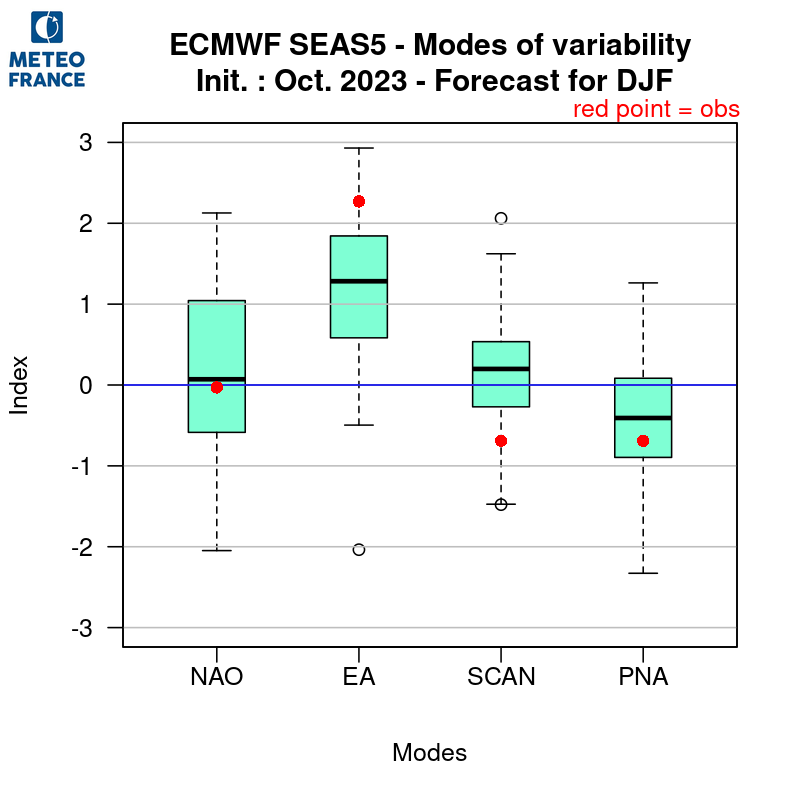 METEO
FRANCE
ECMWF SEAS5 - Modes of variability
Init. : Oct. 2023 - Forecast for DJF
red point = obs
3
2
1
0
-1
-2
-3
Index
NAO EA SCAN PNA
Modes